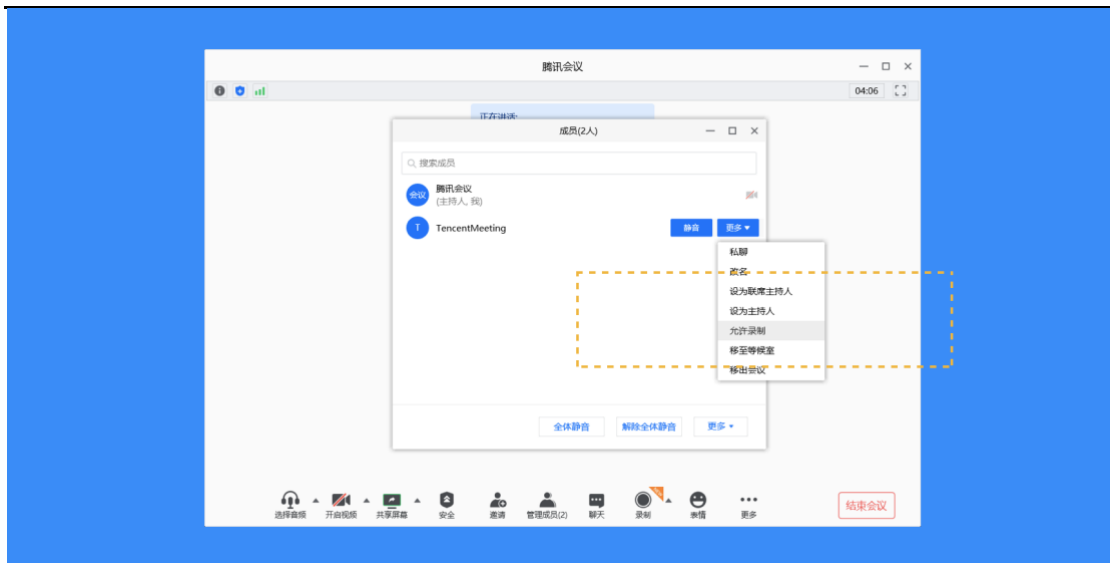 腾讯会议
04:06
正在讲话:
成员(2人)
搜索成员
会议
腾讯会议
(主持人, 我)
T
TencentMeeting
静音
更多
私聊
改名
设为联席主持人
设为主持人
允许录制
移至等候室
移出会议
全体静音
解除全体静音
更多
选择音频
开启视频
共享屏幕
安全
邀请
管理成员(2)
聊天
录制
表情
更多
结束会议